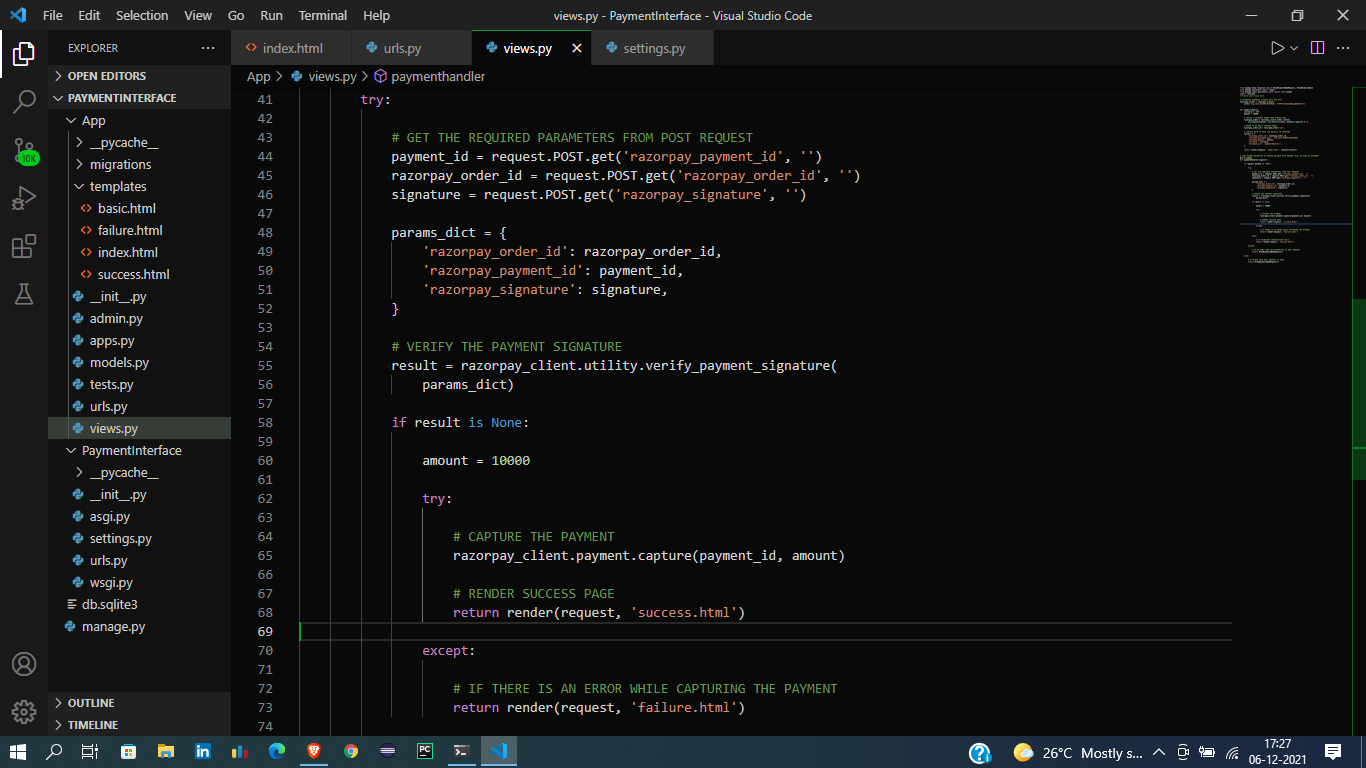 File Edit Selection View Go Run Terminal Help
views.py - PaymentInterface - Visual Studio Code
EXPLORER
OPEN EDITORS
PAYMENTINTERFACE
App
__pycache__
migrations
templates
basic.html
failure.html
index.html
success.html
__init__.py
admin.py
apps.py
models.py
tests.py
urls.py
views.py
PaymentInterface
__pycache__
__init__.py
asgi.py
settings.py
urls.py
wsgi.py
db.sqlite3
manage.py
OUTLINE
TIMELINE
10K
index.html urls.py views.py settings.py
App > views.py > paymenthandler
41 try:
42
43 # GET THE REQUIRED PARAMETERS FROM POST REQUEST
44 payment_id = request.POST.get('razorpay_payment_id', '')
45 razorpay_order_id = request.POST.get('razorpay_order_id', '')
46 signature = request.POST.get('razorpay_signature', '')
47
48 params_dict = {
49 'razorpay_order_id': razorpay_order_id,
50 'razorpay_payment_id': payment_id,
51 'razorpay_signature': signature,
52 }
53
54 # VERIFY THE PAYMENT SIGNATURE
55 result = razorpay_client.utility.verify_payment_signature(
56 params_dict)
57
58 if result is None:
59
60 amount = 10000
61
62 try:
63
64 # CAPTURE THE PAYMENT
65 razorpay_client.payment.capture(payment_id, amount)
66
67 # RENDER SUCCESS PAGE
68 return render(request, 'success.html')
69
70 except:
71
72 # IF THERE IS AN ERROR WHILE CAPTURING THE PAYMENT
73 return render(request, 'failure.html')
74
26°C Mostly s...
17:27
06-12-2021